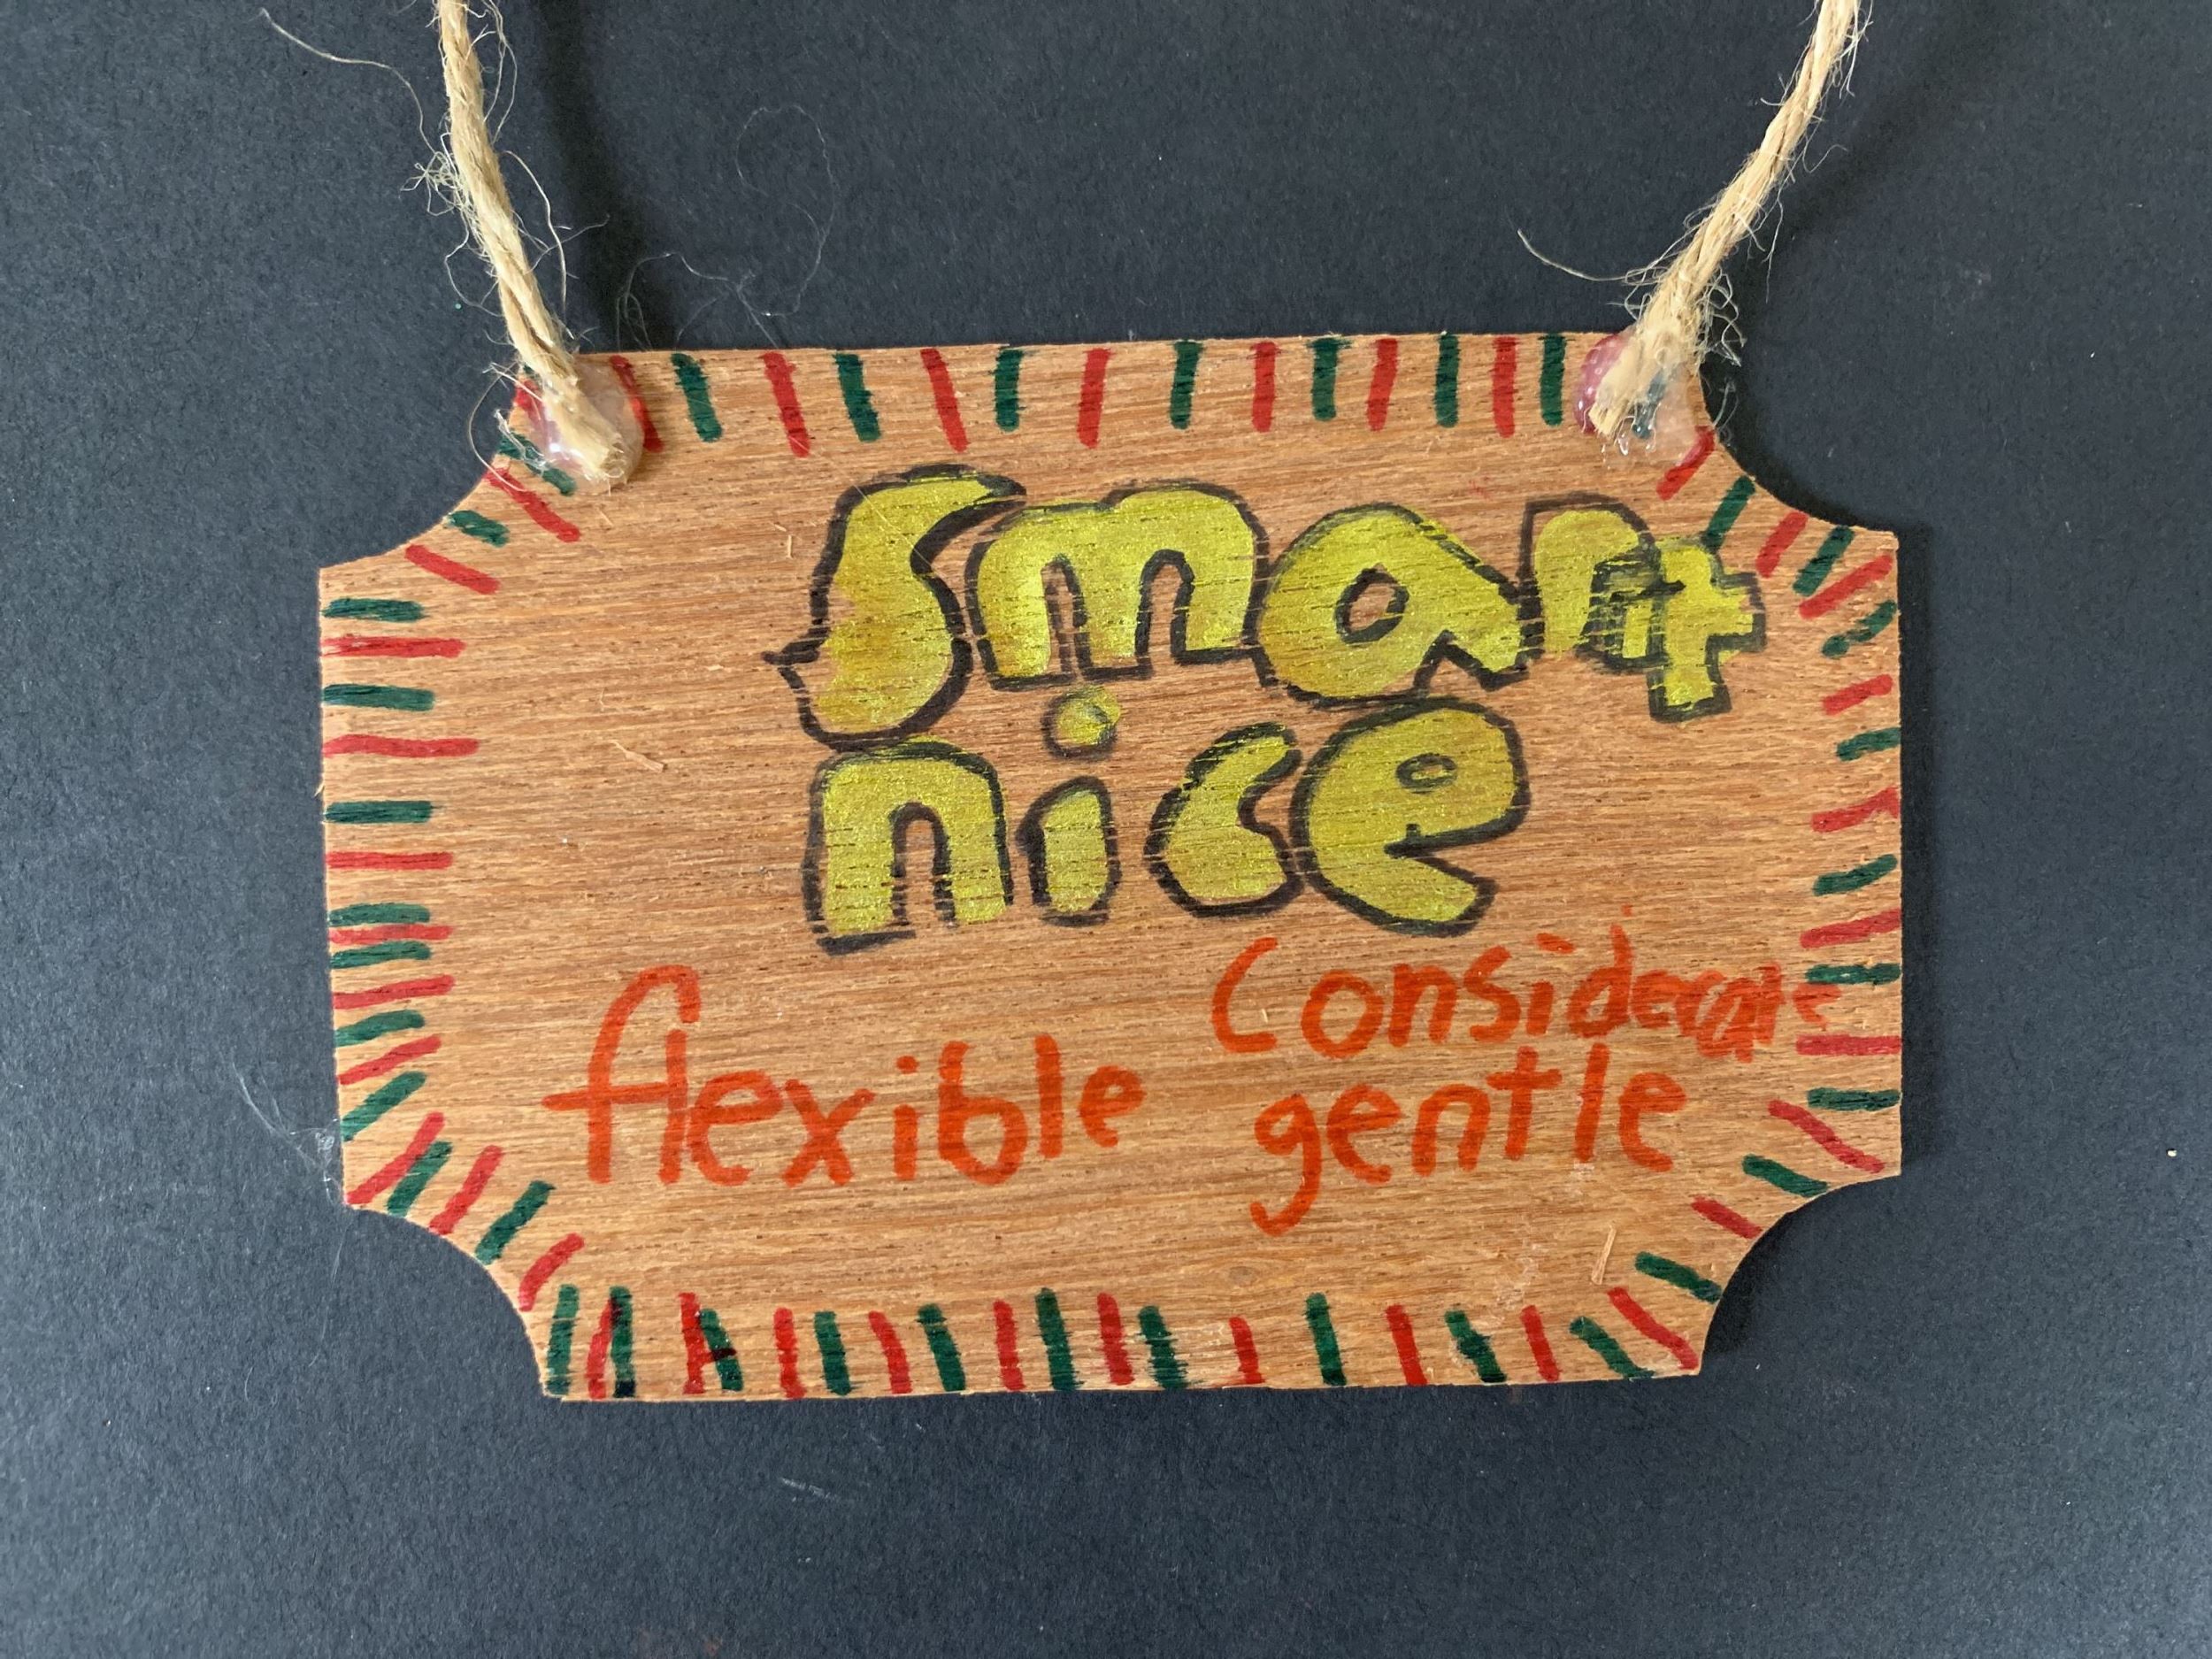 smart
nice
Considerate
flexible gentle